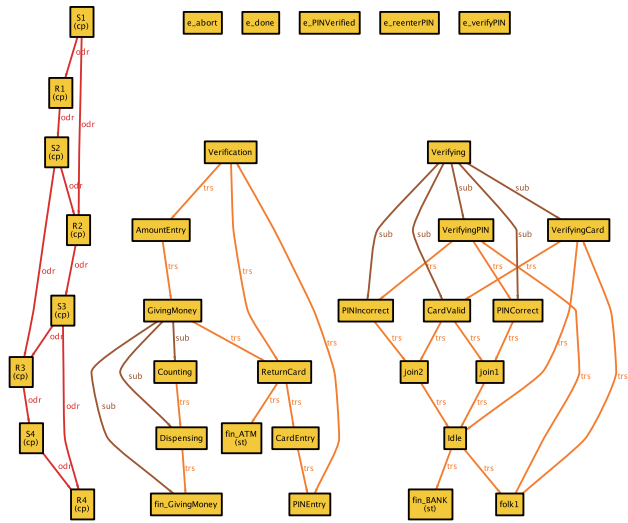 S1
(cp)
e_abort
e_done
e_PINVerified
e_reenterPIN
e_verifyPIN
odr
R1
(cp)
odr
odr
S2
(cp)
Verification
Verifying
odr
trs
sub
sub
R2
(cp)
AmountEntry
VerifyingPIN
VerifyingCard
sub
sub
odr
odr
trs
trs
trs
trs
trs
S3
(cp)
GivingMoney
PINIncorrect
CardValid
PINCorrect
odr
sub
trs
trs
trs
trs
trs
trs
trs
R3
(cp)
Counting
ReturnCard
join2
join1
trs
trs
odr
odr
sub
trs
trs
trs
trs
trs
S4
(cp)
Dispensing
fin_ATM
(st)
CardEntry
Idle
odr
trs
trs
trs
trs
R4
(cp)
fin_GivingMoney
PINEntry
fin_BANK
(st)
folk1